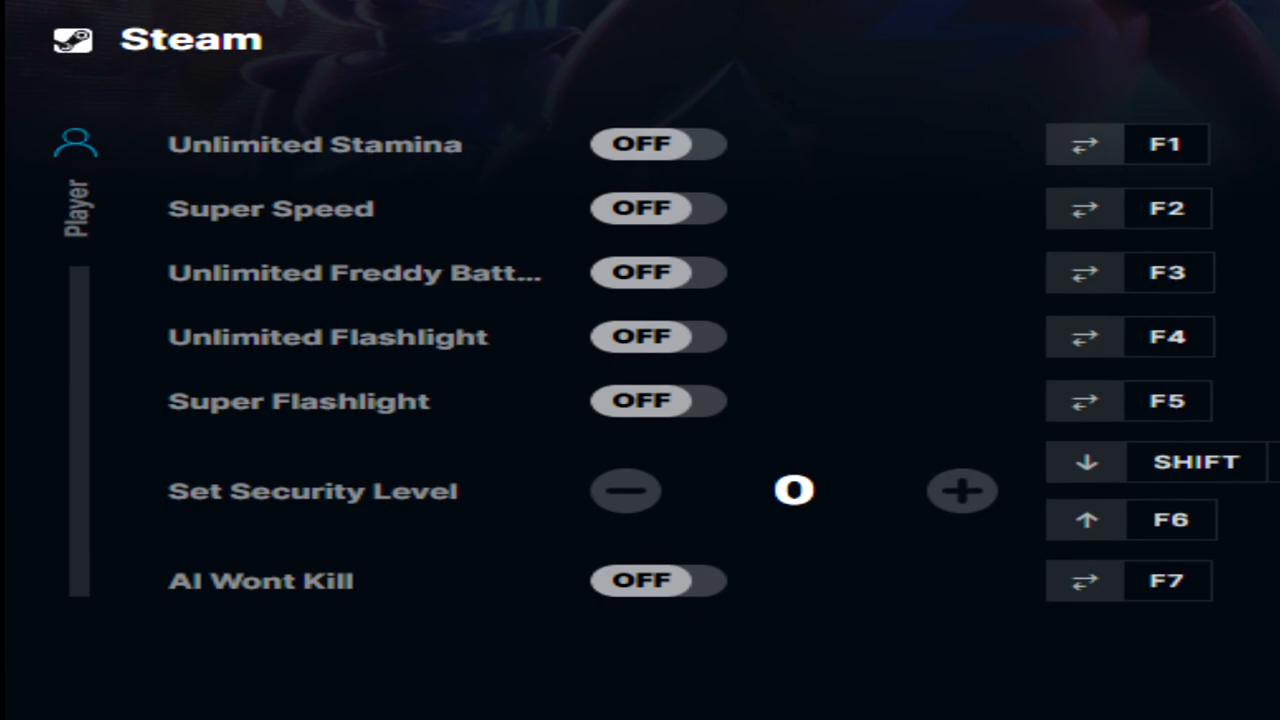 Steam
Player
Unlimited Stamina OFF F1
Super Speed OFF F2
Unlimited Freddy Batt... OFF F3
Unlimited Flashlight OFF F4
Super Flashlight OFF F5
SHIFT
Set Security Level 0
F6
AI Wont Kill OFF F7